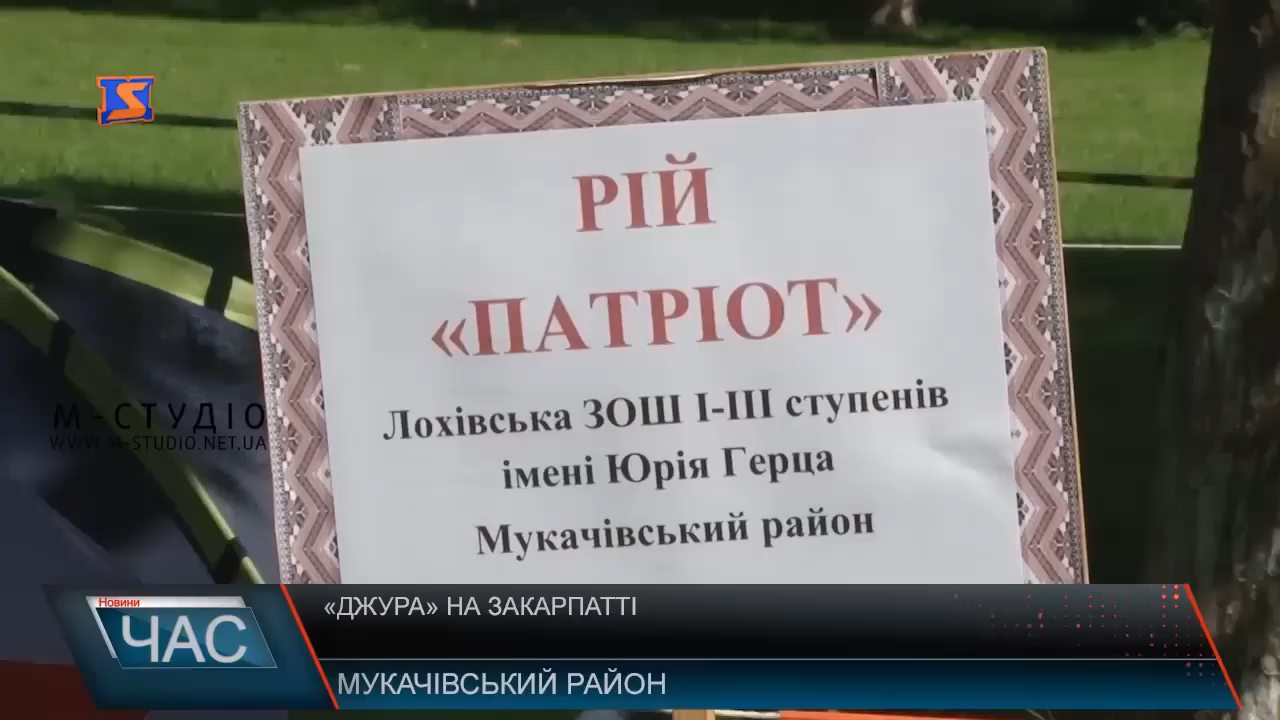 S
РІЙ
«ПАТРІОТ»
Лохівська ЗОШ І-ІІІ ступенів
імені Юрія Герца
Мукачівський район
М-СТУДІО
WWW.M-STUDIO.NET.UA
Новини
ЧАС
«ДЖУРА» НА ЗАКАРПАТТІ
МУКАЧІВСЬКИЙ РАЙОН